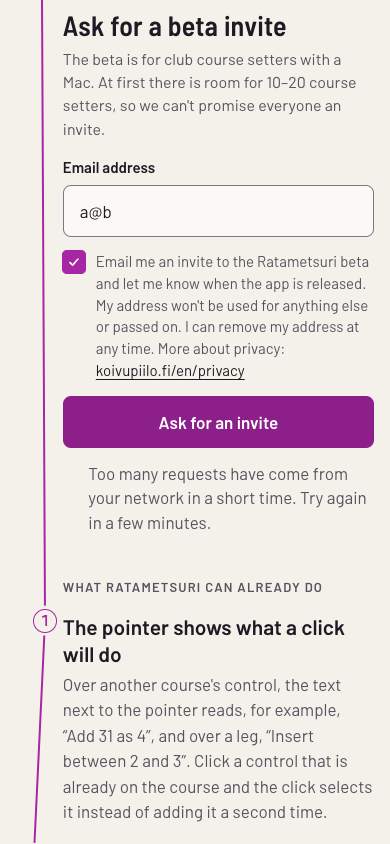 Ask for a beta invite
The beta is for club course setters with a
Mac. At first there is room for 10–20 course
setters, so we can't promise everyone an
invite.
Email address
a@b
Email me an invite to the Ratametsuri beta
and let me know when the app is released.
My address won't be used for anything else
or passed on. I can remove my address at
any time. More about privacy:
koivupiilo.fi/en/privacy
Ask for an invite
Too many requests have come from
your network in a short time. Try again
in a few minutes.
WHAT RATAMETSURI CAN ALREADY DO
1
The pointer shows what a click
will do
Over another course's control, the text
next to the pointer reads, for example,
“Add 31 as 4”, and over a leg, “Insert
between 2 and 3”. Click a control that is
already on the course and the click selects
it instead of adding it a second time.